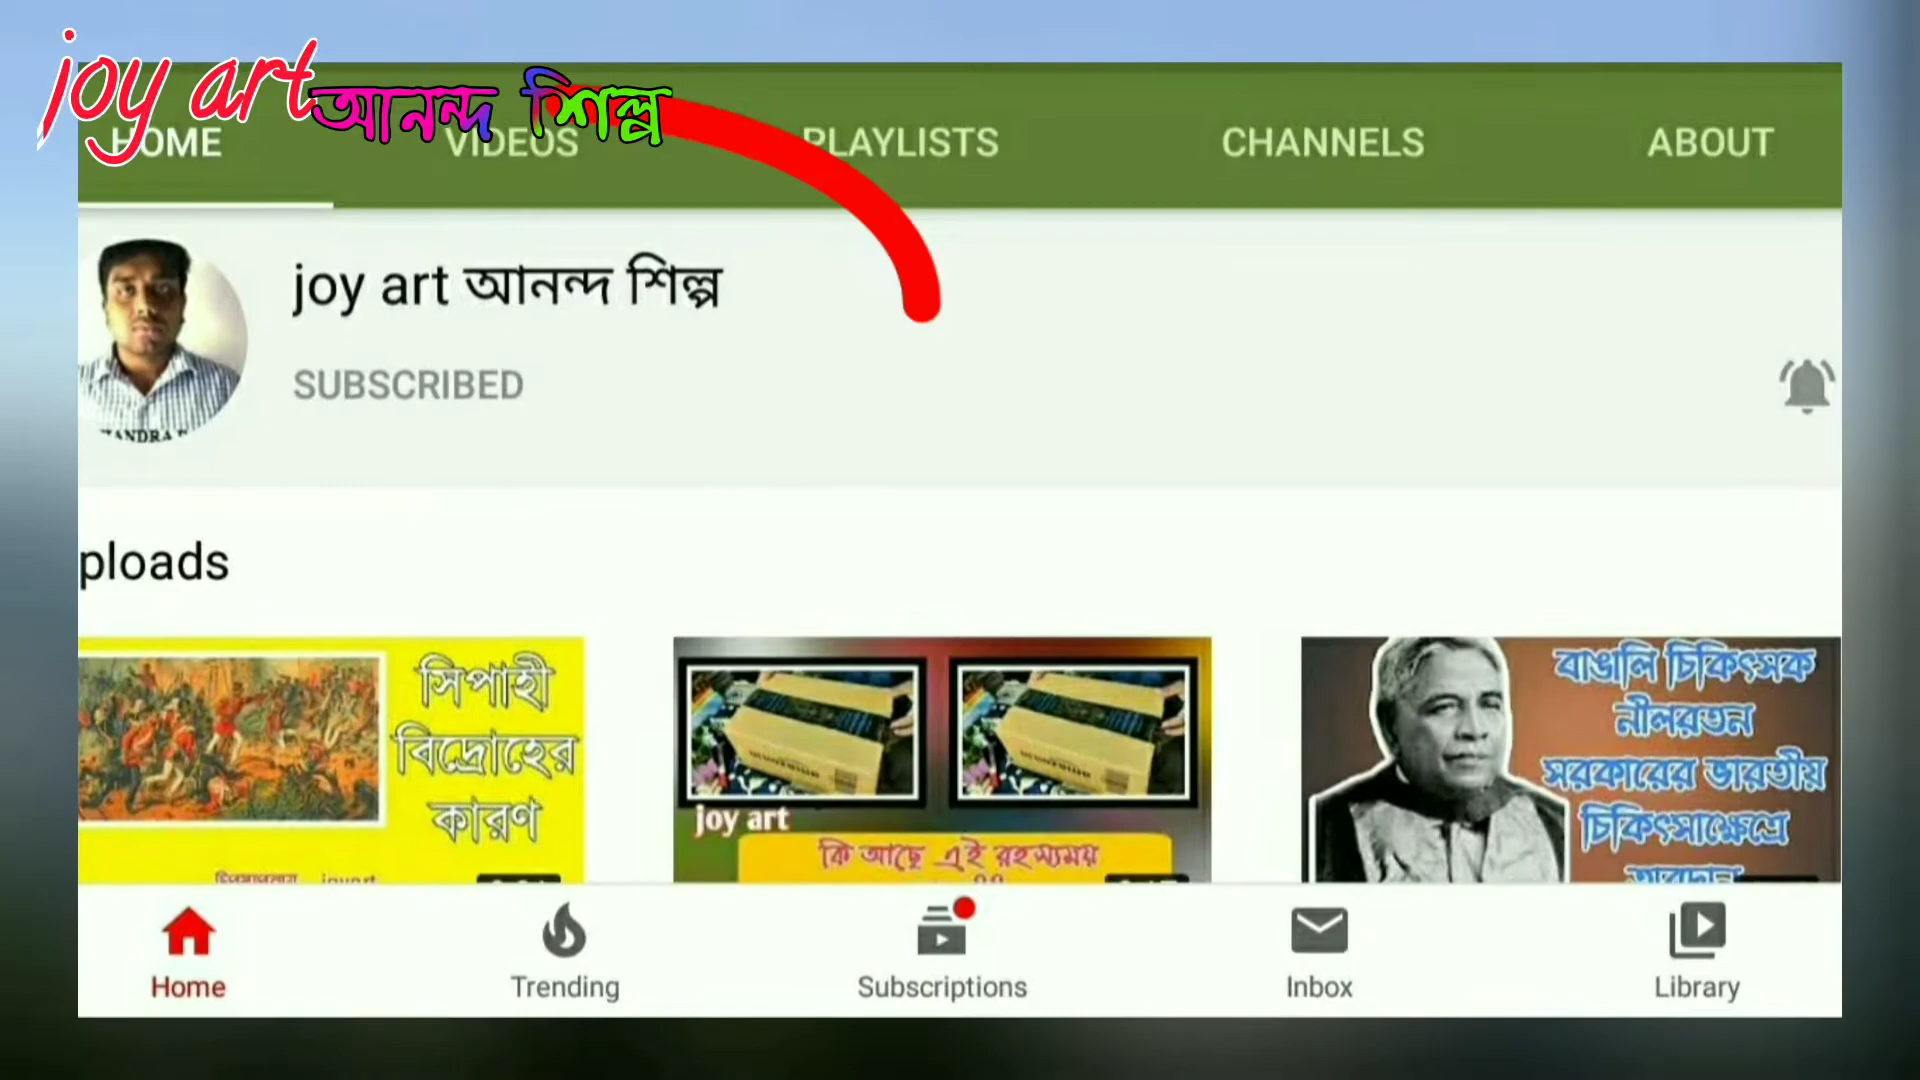 joy art আনন্দ শিল্প
HOME VIDEOS PLAYLISTS CHANNELS ABOUT
joy art আনন্দ শিল্প
SUBSCRIBED
ploads
সিপাহী
বিদ্রোহের
কারণ
joy art
কি আছে এই রহস্যময়
বাঙালি চিকিৎসক
নীলরতন
সরকারের ভারতীয়
চিকিৎসাক্ষেত্রে
Home Trending Subscriptions Inbox Library